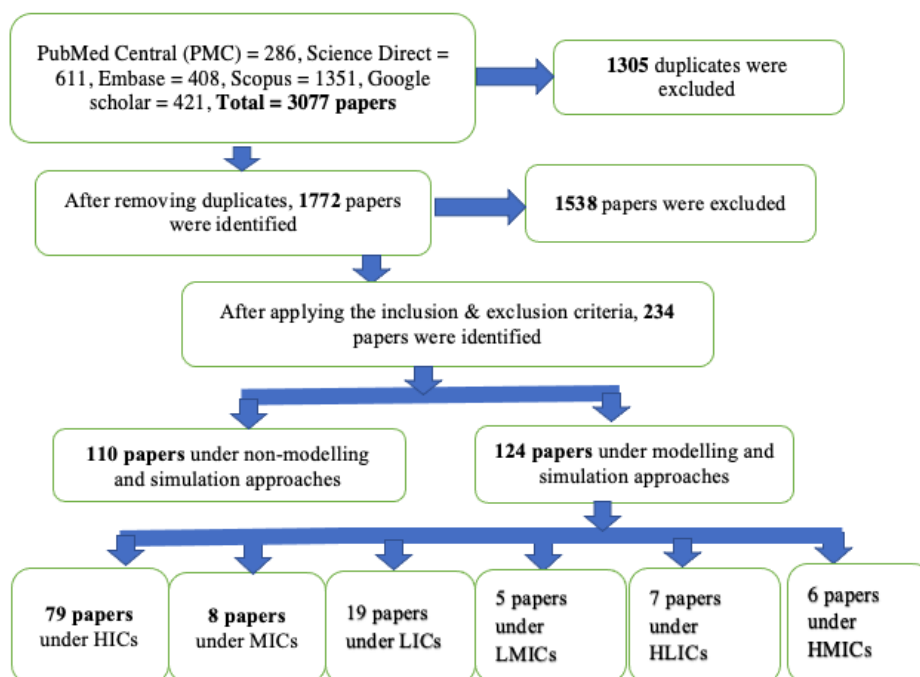 PubMed Central (PMC) = 286, Science Direct =
611, Embase = 408, Scopus = 1351, Google
scholar = 421, Total = 3077 papers
1305 duplicates were
excluded
After removing duplicates, 1772 papers
were identified
1538 papers were excluded
After applying the inclusion & exclusion criteria, 234
papers were identified
110 papers under non-modelling
and simulation approaches
124 papers under modelling and
simulation approaches
79 papers
under HICs
8 papers
under MICs
19 papers
under LICs
5 papers
under
LMICs
7 papers
under
HLICs
6 papers
under
HMICs